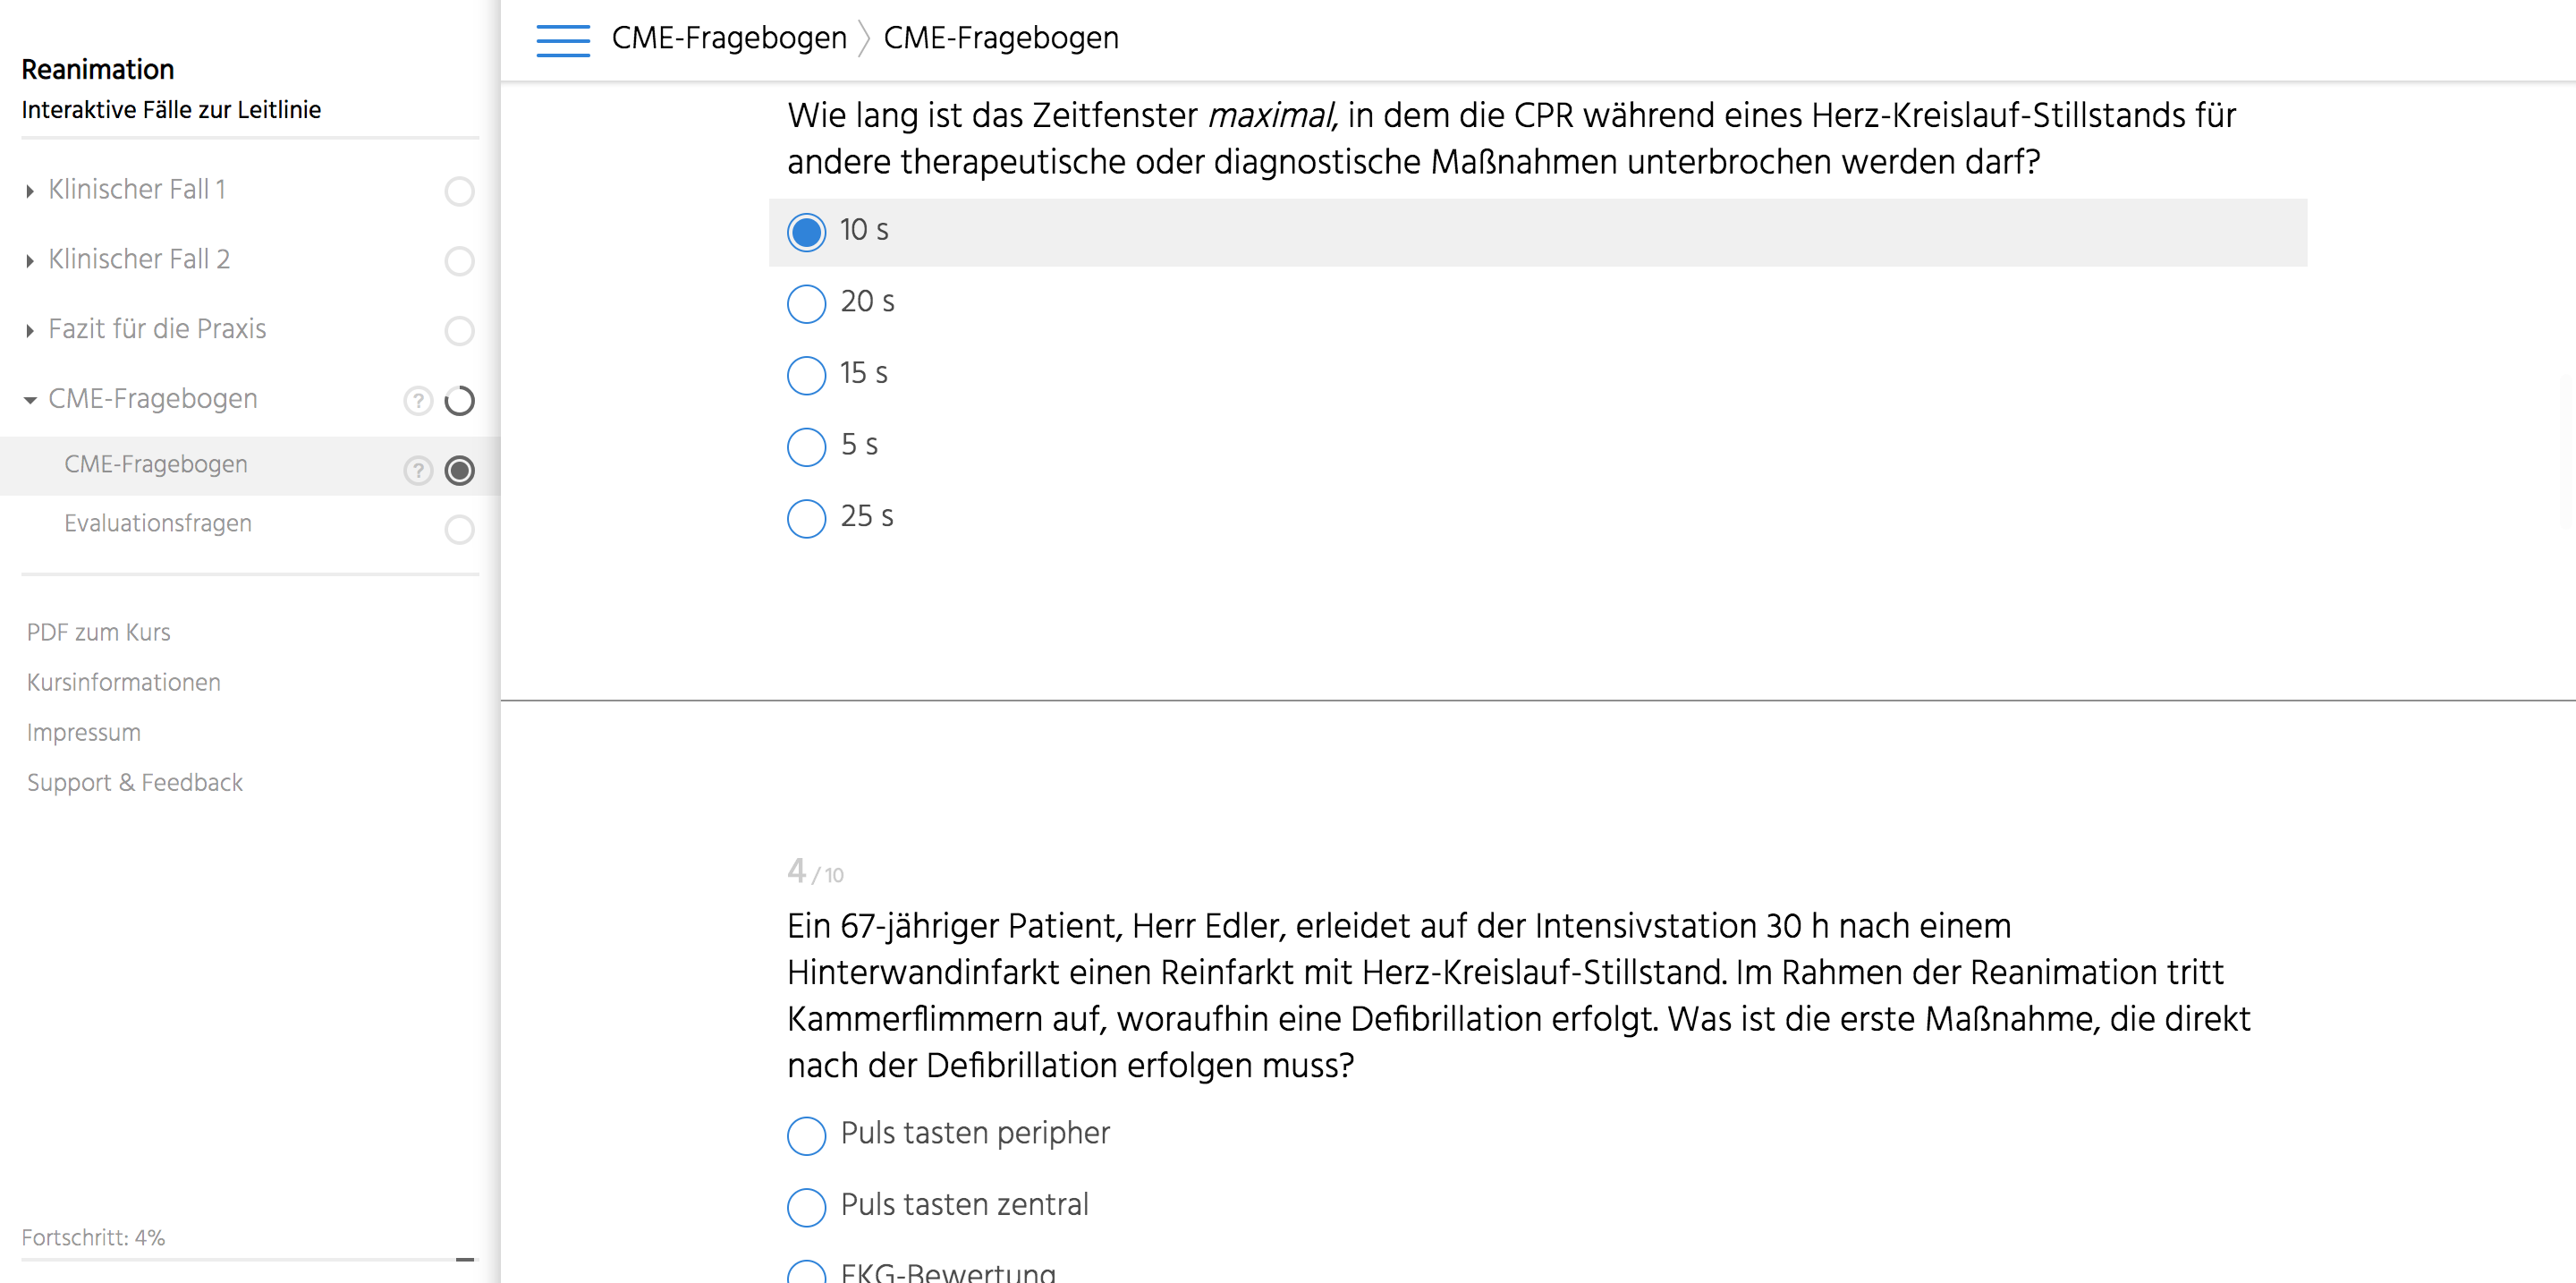 Reanimation
Interaktive Fälle zur Leitlinie
Klinischer Fall 1
Klinischer Fall 2
Fazit für die Praxis
CME-Fragebogen ?
CME-Fragebogen ?
Evaluationsfragen
PDF zum Kurs
Kursinformationen
Impressum
Support & Feedback
Fortschritt: 4%
CME-Fragebogen 〉 CME-Fragebogen
Wie lang ist das Zeitfenster maximal, in dem die CPR während eines Herz-Kreislauf-Stillstands für
andere therapeutische oder diagnostische Maßnahmen unterbrochen werden darf?
10 s
20 s
15 s
5 s
25 s
4 / 10
Ein 67-jähriger Patient, Herr Edler, erleidet auf der Intensivstation 30 h nach einem
Hinterwandinfarkt einen Reinfarkt mit Herz-Kreislauf-Stillstand. Im Rahmen der Reanimation tritt
Kammerflimmern auf, woraufhin eine Defibrillation erfolgt. Was ist die erste Maßnahme, die direkt
nach der Defibrillation erfolgen muss?
Puls tasten peripher
Puls tasten zentral
EKG-Bewertung